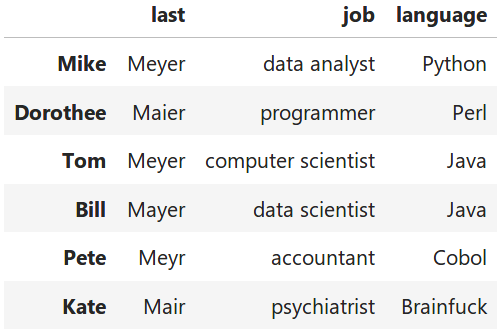 last job language
Mike Meyer data analyst Python
Dorothee Maier programmer Perl
Tom Meyer computer scientist Java
Bill Mayer data scientist Java
Pete Meyr accountant Cobol
Kate Mair psychiatrist Brainfuck